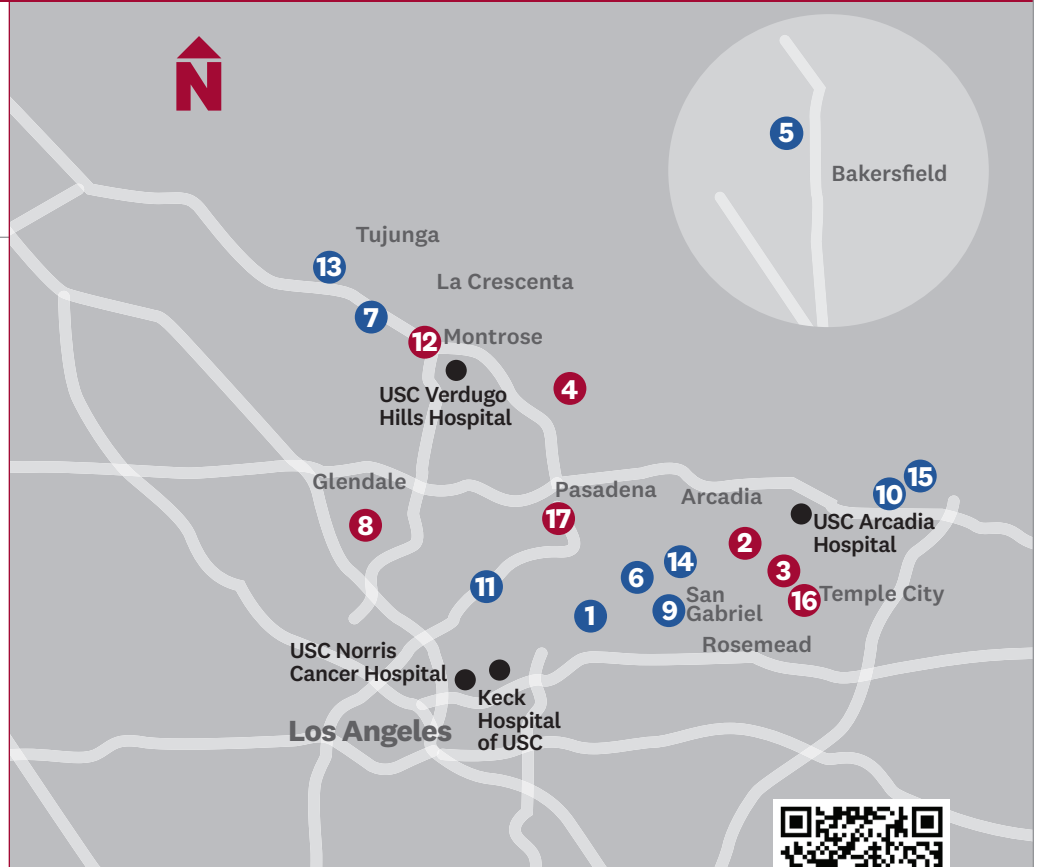 N
5
Bakersfield
Tujunga
13
La Crescenta
7
12
Montrose
4
USC Verdugo
Hills Hospital
Glendale
8
Pasadena
17
Arcadia
15
10
USC Arcadia
Hospital
2
3
14
6
11
San
Gabriel
9
1
16
Temple City
Rosemead
USC Norris
Cancer Hospital
Keck
Hospital
of USC
Los Angeles